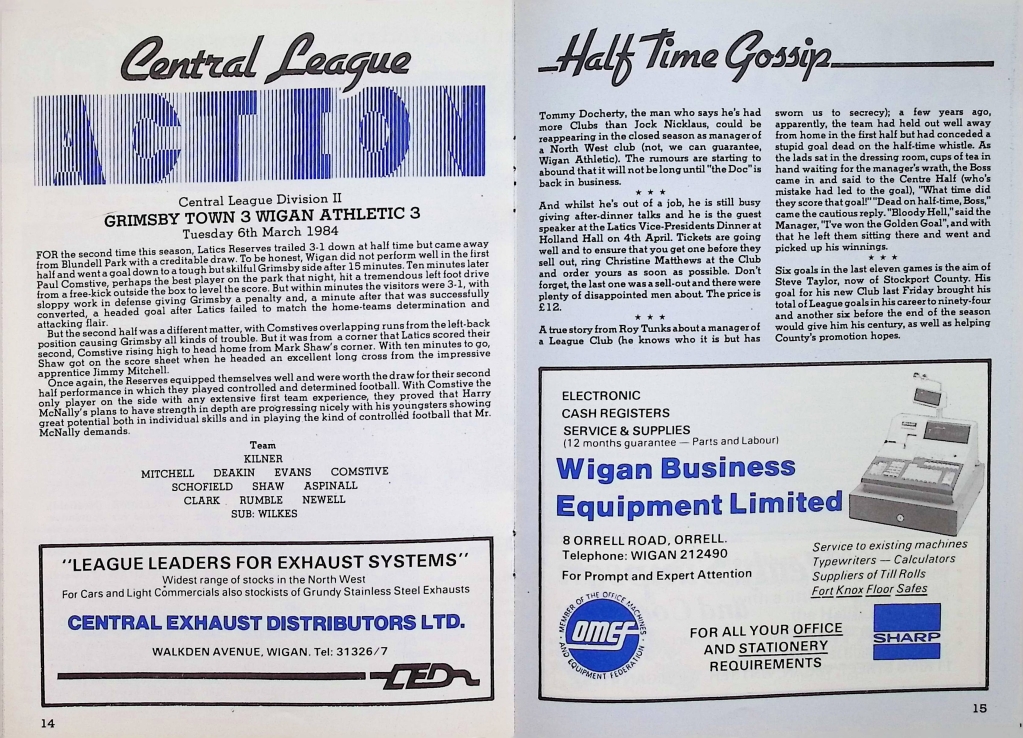 Central League
ACTION
Central League Division II
GRIMSBY TOWN 3 WIGAN ATHLETIC 3
Tuesday 6th March 1984
FOR the second time this season, Latics Reserves trailed 3-1 down at half time but came away
from Blundell Park with a creditable draw. To be honest, Wigan did not perform well in the first
half and went a goal down to a tough but skilful Grimsby side after 15 minutes. Ten minutes later
Paul Comstive, perhaps the best player on the park that night, hit a tremendous left foot drive
from a free-kick outside the box to level the score. But within minutes the visitors were 3-1, with
sloppy work in defense giving Grimsby a penalty and, a minute after that was successfully
converted, a headed goal after Latics failed to match the home-teams determination and
attacking flair.
But the second half was a different matter, with Comstives overlapping runs from the left-back
position causing Grimsby all kinds of trouble. But it was from a corner that Latics scored their
second, Comstive rising high to head home from Mark Shaw's corner. With ten minutes to go,
Shaw got on the score sheet when he headed an excellent long cross from the impressive
apprentice Jimmy Mitchell.
Once again, the Reserves equipped themselves well and were worth the draw for their second
half performance in which they played controlled and determined football. With Comstive the
only player on the side with any extensive first team experience, they proved that Harry
McNally's plans to have strength in depth are progressing nicely with his youngsters showing
great potential both in individual skills and in playing the kind of controlled football that Mr.
McNally demands.
Team
KILNER
MITCHELL DEAKIN EVANS COMSTIVE
SCHOFIELD SHAW ASPINALL
CLARK RUMBLE NEWELL
SUB: WILKES
"LEAGUE LEADERS FOR EXHAUST SYSTEMS"
Widest range of stocks in the North West
For Cars and Light Commercials also stockists of Grundy Stainless Steel Exhausts
CENTRAL EXHAUST DISTRIBUTORS LTD.
WALKDEN AVENUE, WIGAN. Tel: 31326/7
CED
14
Half Time Gossip
Tommy Docherty, the man who says he's had
more Clubs than Jock Nicklaus, could be
reappearing in the closed season as manager of
a North West club (not, we can guarantee,
Wigan Athletic). The rumours are starting to
abound that it will not be long until "the Doc" is
back in business.
★ ★ ★
And whilst he's out of a job, he is still busy
giving after-dinner talks and he is the guest
speaker at the Latics Vice-Presidents Dinner at
Holland Hall on 4th April. Tickets are going
well and to ensure that you get one before they
sell out, ring Christine Matthews at the Club
and order yours as soon as possible. Don't
forget, the last one was a sell-out and there were
plenty of disappointed men about. The price is
£12.
★ ★ ★
A true story from Roy Tunks about a manager of
a League Club (he knows who it is but has
sworn us to secrecy); a few years ago,
apparently, the team had held out well away
from home in the first half but had conceded a
stupid goal dead on the half-time whistle. As
the lads sat in the dressing room, cups of tea in
hand waiting for the manager's wrath, the Boss
came in and said to the Centre Half (who's
mistake had led to the goal), "What time did
they score that goal!" "Dead on half-time, Boss,"
came the cautious reply. "Bloody Hell," said the
Manager, "I've won the Golden Goal", and with
that he left them sitting there and went and
picked up his winnings.
★ ★ ★
Six goals in the last eleven games is the aim of
Steve Taylor, now of Stockport County. His
goal for his new Club last Friday brought his
total of League goals in his career to ninety-four
and another six before the end of the season
would give him his century, as well as helping
County's promotion hopes.
ELECTRONIC
CASH REGISTERS
SERVICE & SUPPLIES
(12 months guarantee — Parts and Labour)
Wigan Business
Equipment Limited
8 ORRELL ROAD, ORRELL.
Telephone: WIGAN 212490
For Prompt and Expert Attention
Service to existing machines
Typewriters — Calculators
Suppliers of Till Rolls
Fort Knox Floor Safes
MEMBER OF THE OFFICE MACHINES
OMEF
AND EQUIPMENT FEDERATION
FOR ALL YOUR OFFICE
AND STATIONERY
REQUIREMENTS
SHARP
15